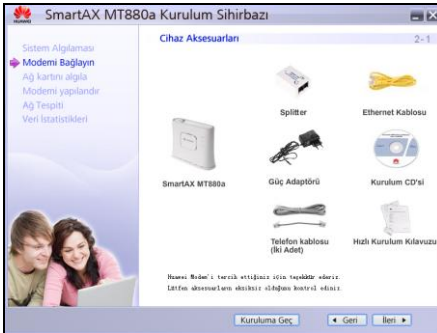 HUAWEI
SmartAX MT880a Kurulum Sihirbazı
Sistem Algılaması
Modemi Bağlayın
Ağ kartını algıla
Modemi yapılandır
Ağ Tespiti
Veri İstatistikleri
Cihaz Aksesuarları
2-1
Splitter
Ethernet Kablosu
SmartAX MT880a
Güç Adaptörü
Kurulum CD'si
Telefon kablosu
(İki Adet)
Hızlı Kurulum Kılavuzu
Huawei Modem'i tercih ettiğiniz için teşekkür ederiz.
Lütfen aksesuarların eksiksiz olduğunu kontrol ediniz.
Kuruluma Geç
Geri
İleri